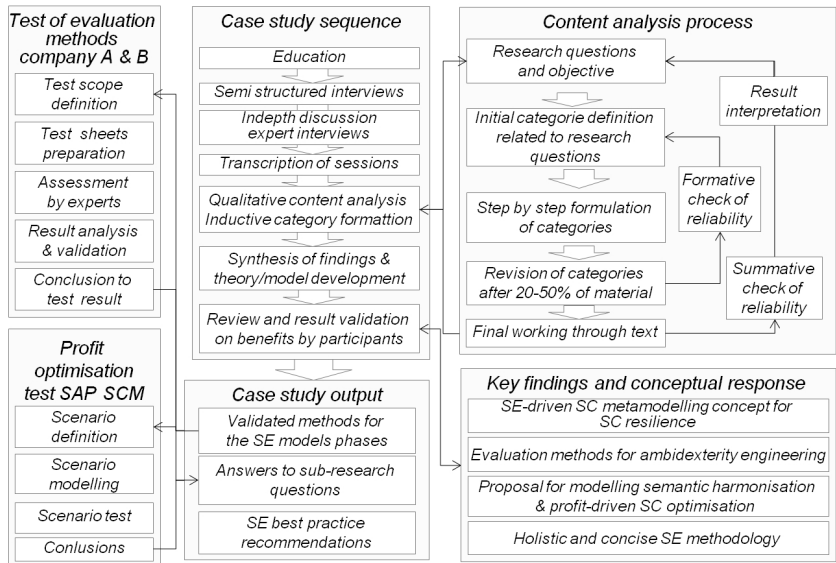 Test of evaluation
methods
company A & B
Test scope
definition
Test sheets
preparation
Assessment
by experts
Result analysis
& validation
Conclusion to
test result
Profit
optimisation
test SAP SCM
Scenario
definition
Scenario
modelling
Scenario test
Conlusions
Case study sequence
Education
Semi structured interviews
Indepth discussion
expert interviews
Transcription of sessions
Qualitative content analysis
Inductive category formattion
Synthesis of findings &
theory/model development
Review and result validation
on benefits by participants
Case study output
Validated methods for
the SE models phases
Answers to sub-research
questions
SE best practice
recommendations
Content analysis process
Research questions
and objective
Initial categorie definition
related to research
questions
Step by step formulation
of categories
Revision of categories
after 20-50% of material
Final working through text
Result
interpretation
Formative
check of
reliability
Summative
check of
reliability
Key findings and conceptual response
SE-driven SC metamodelling concept for
SC resilience
Evaluation methods for ambidexterity engineering
Proposal for modelling semantic harmonisation
& profit-driven SC optimisation
Holistic and concise SE methodology